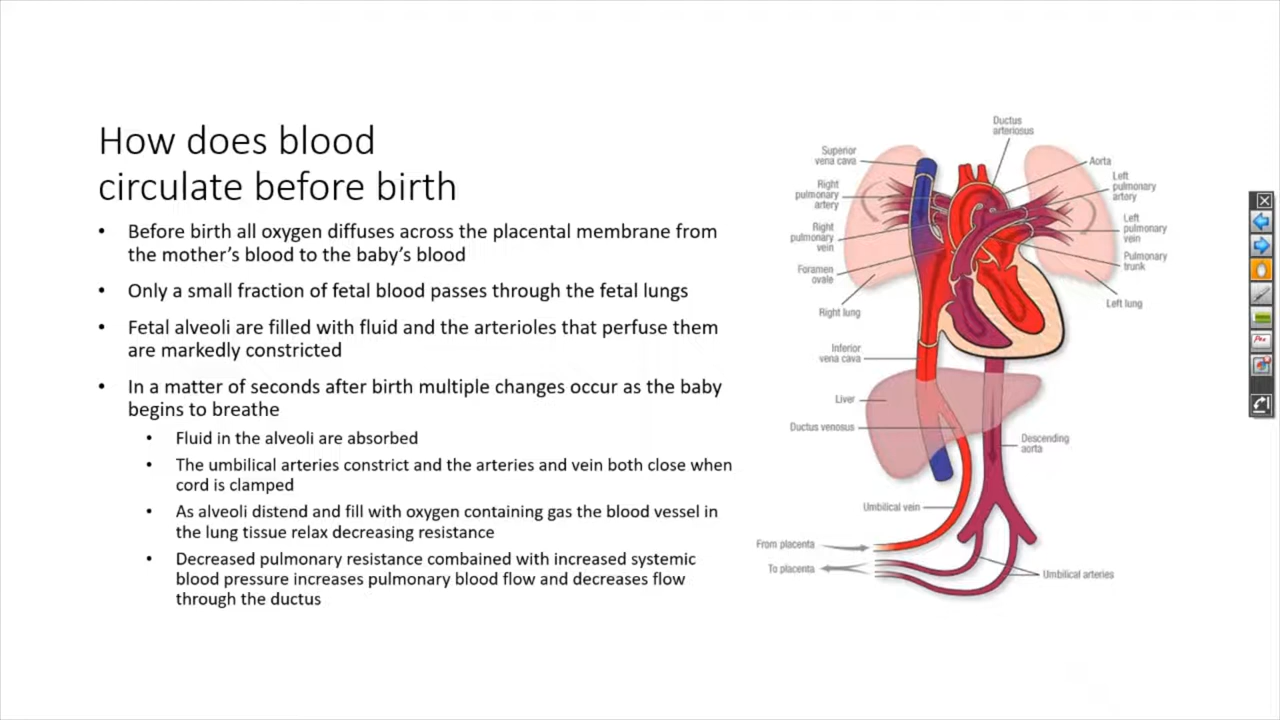 How does blood
circulate before birth
• Before birth all oxygen diffuses across the placental membrane from
the mother's blood to the baby's blood
• Only a small fraction of fetal blood passes through the fetal lungs
• Fetal alveoli are filled with fluid and the arterioles that perfuse them
are markedly constricted
• In a matter of seconds after birth multiple changes occur as the baby
begins to breathe
• Fluid in the alveoli are absorbed
• The umbilical arteries constrict and the arteries and vein both close when
cord is clamped
• As alveoli distend and fill with oxygen containing gas the blood vessel in
the lung tissue relax decreasing resistance
• Decreased pulmonary resistance combained with increased systemic
blood pressure increases pulmonary blood flow and decreases flow
through the ductus
Ductus
arteriosus
Superior
vena cava
Aorta
Right
pulmonary
artery
Left
pulmonary
artory
Right
pulmonary
vein
Left
pulmonary
vein
Foramen
ovale
Pulmonary
trunk
Right lung
Left lung
Inferior
vena cava
Liver
Ductus venosus
Descending
aorta
Umbilical vein
From placenta
To placenta
Umbilical arteries